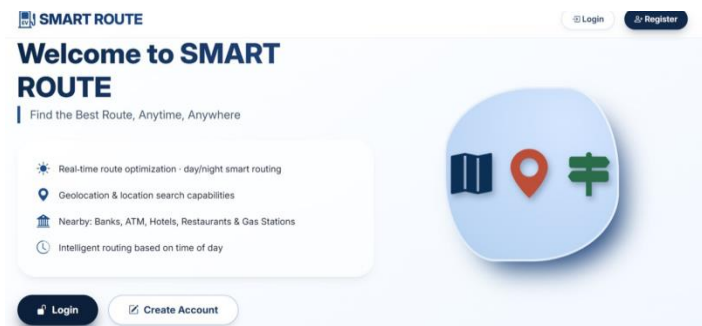 EV SMART ROUTE
Login
Register
Welcome to SMART
ROUTE
Find the Best Route, Anytime, Anywhere
Real-time route optimization · day/night smart routing
Geolocation & location search capabilities
Nearby: Banks, ATM, Hotels, Restaurants & Gas Stations
Intelligent routing based on time of day
Login
Create Account